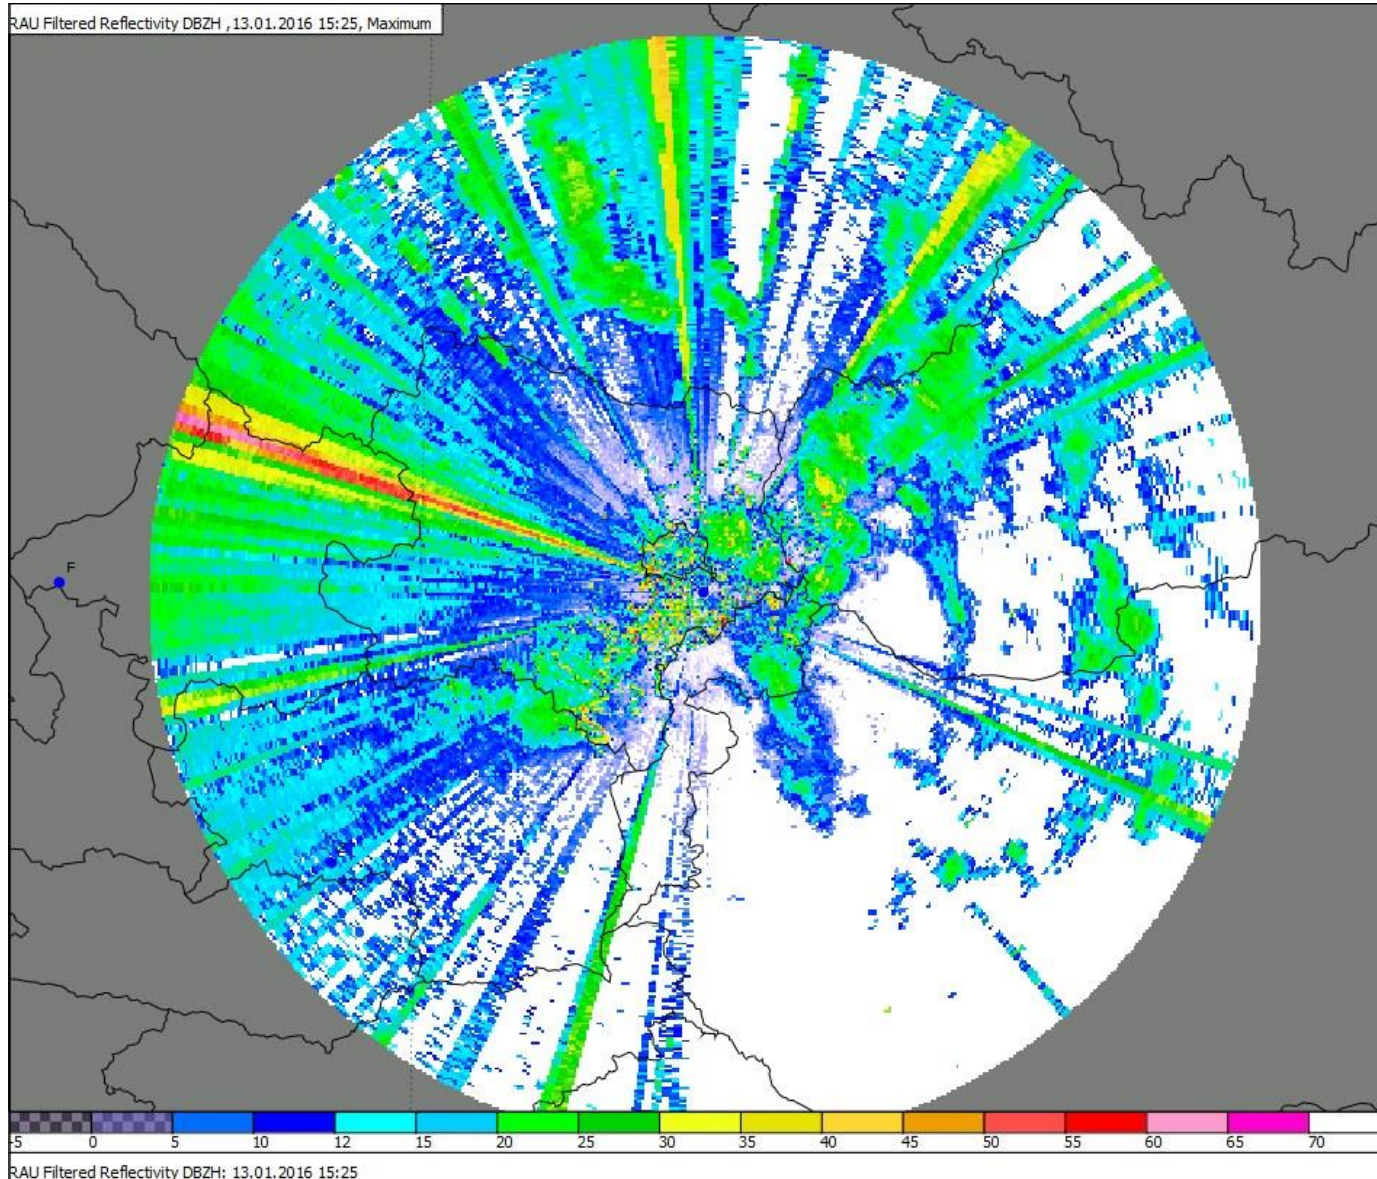 RAU Filtered Reflectivity DBZH ,13.01.2016 15:25, Maximum
F
-5 0 5 10 12 15 20 25 30 35 40 45 50 55 60 65 70
RAU Filtered Reflectivity DBZH: 13.01.2016 15:25